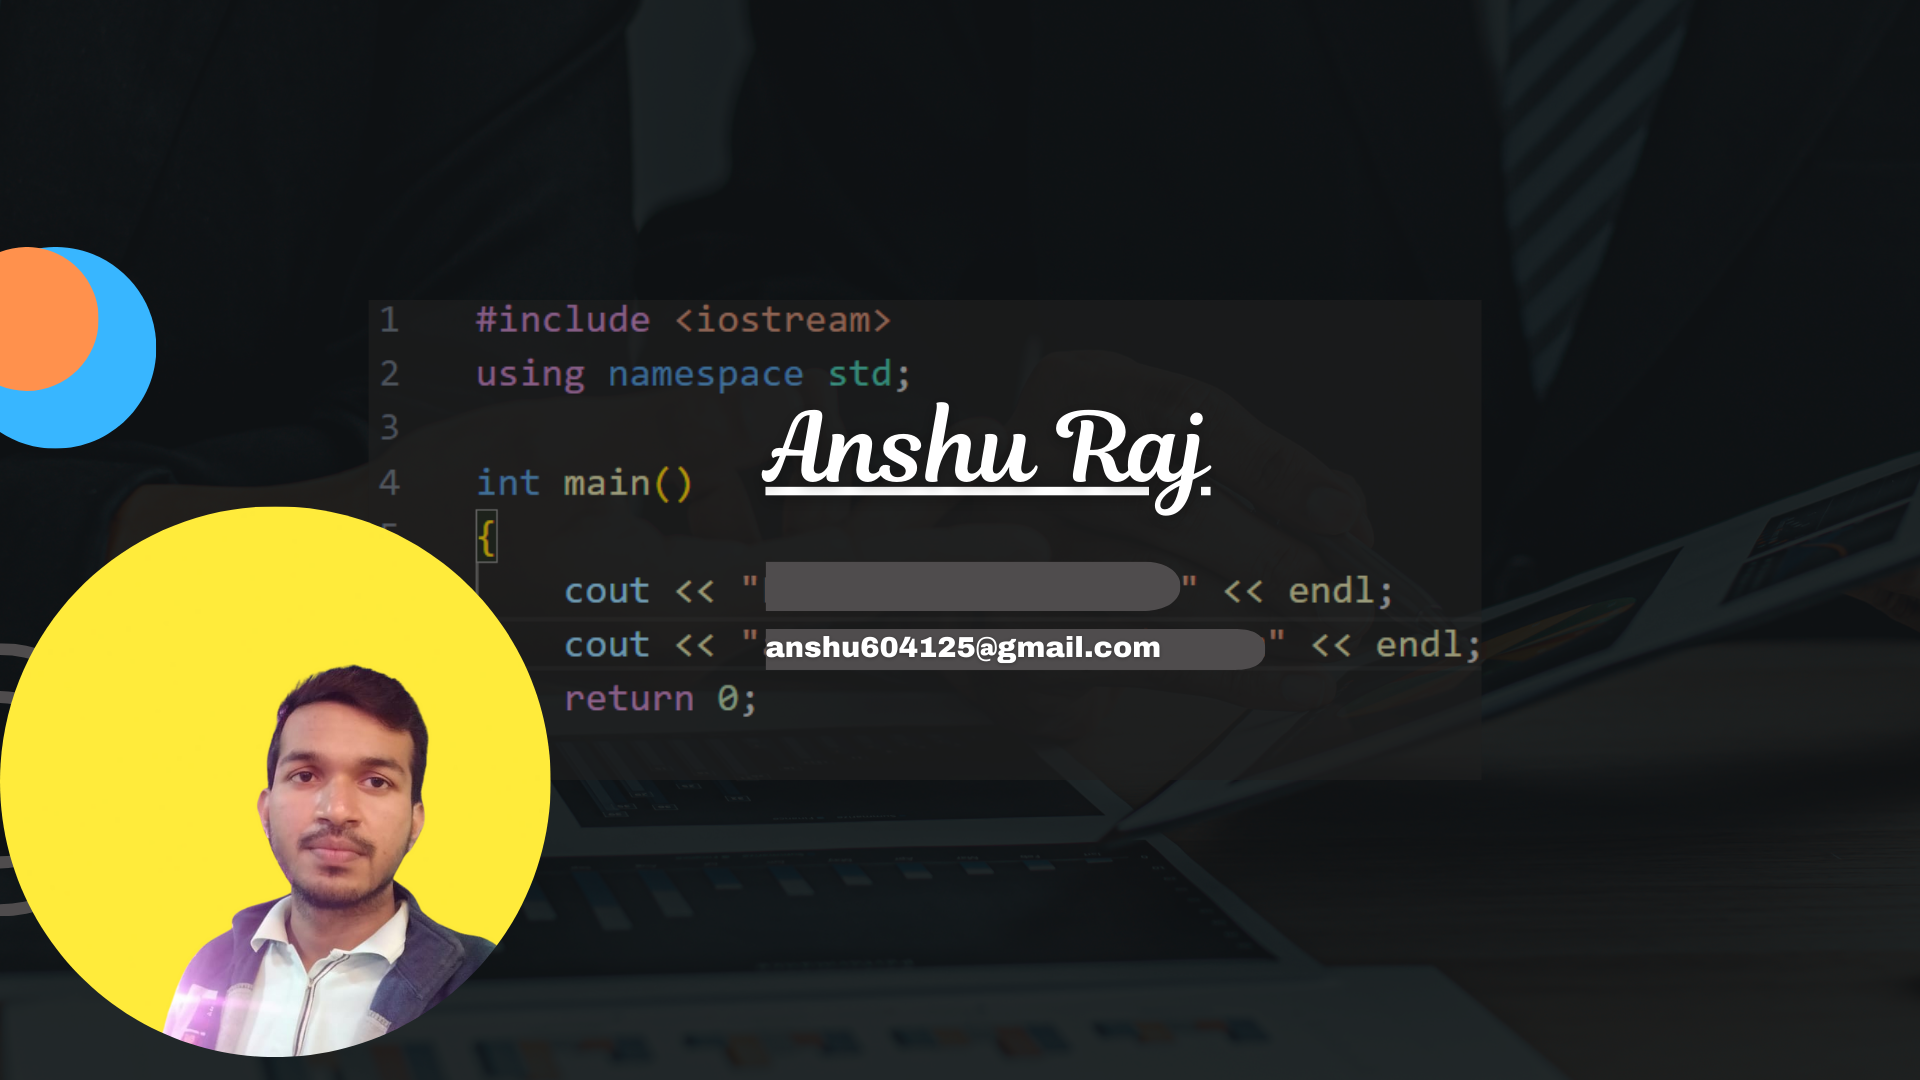 1 #include <iostream>
2 using namespace std;
3
Anshu Raj.
4 int main()
{
cout << "" << endl;
cout << "anshu604125@gmail.com" << endl;
return 0;